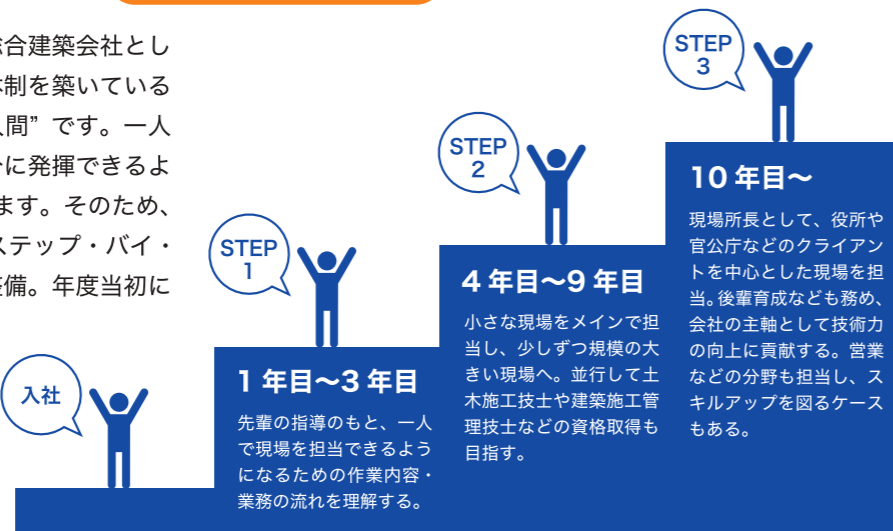 総合建築会社とし
体制を築いている
人間”です。一人
分に発揮できるよ
ます。そのため、
ステップ・バイ・
整備。年度当初に
入社
STEP
1
1 年目〜3 年目
先輩の指導のもと、一人
で現場を担当できるよう
になるための作業内容・
業務の流れを理解する。
STEP
2
4 年目〜9 年目
小さな現場をメインで担
当し、少しずつ規模の大
きい現場へ。並行して土
木施工技士や建築施工管
理技士などの資格取得も
目指す。
STEP
3
10 年目〜
現場所長として、役所や
官公庁などのクライアン
トを中心とした現場を担
当。後輩育成なども務め、
会社の主軸として技術力
の向上に貢献する。営業
などの分野も担当し、ス
キルアップを図るケース
もある。